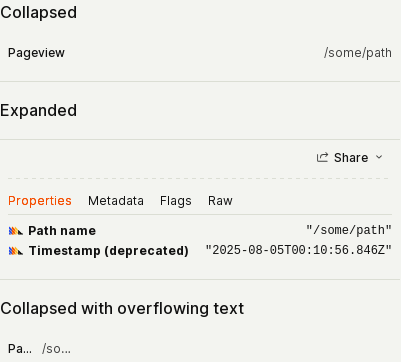 Collapsed
Pageview /some/path
Expanded
Share
Properties Metadata Flags Raw
Path name "/some/path"
Timestamp (deprecated) "2025-08-05T00:10:56.846Z"
Collapsed with overflowing text
Pa... /so...